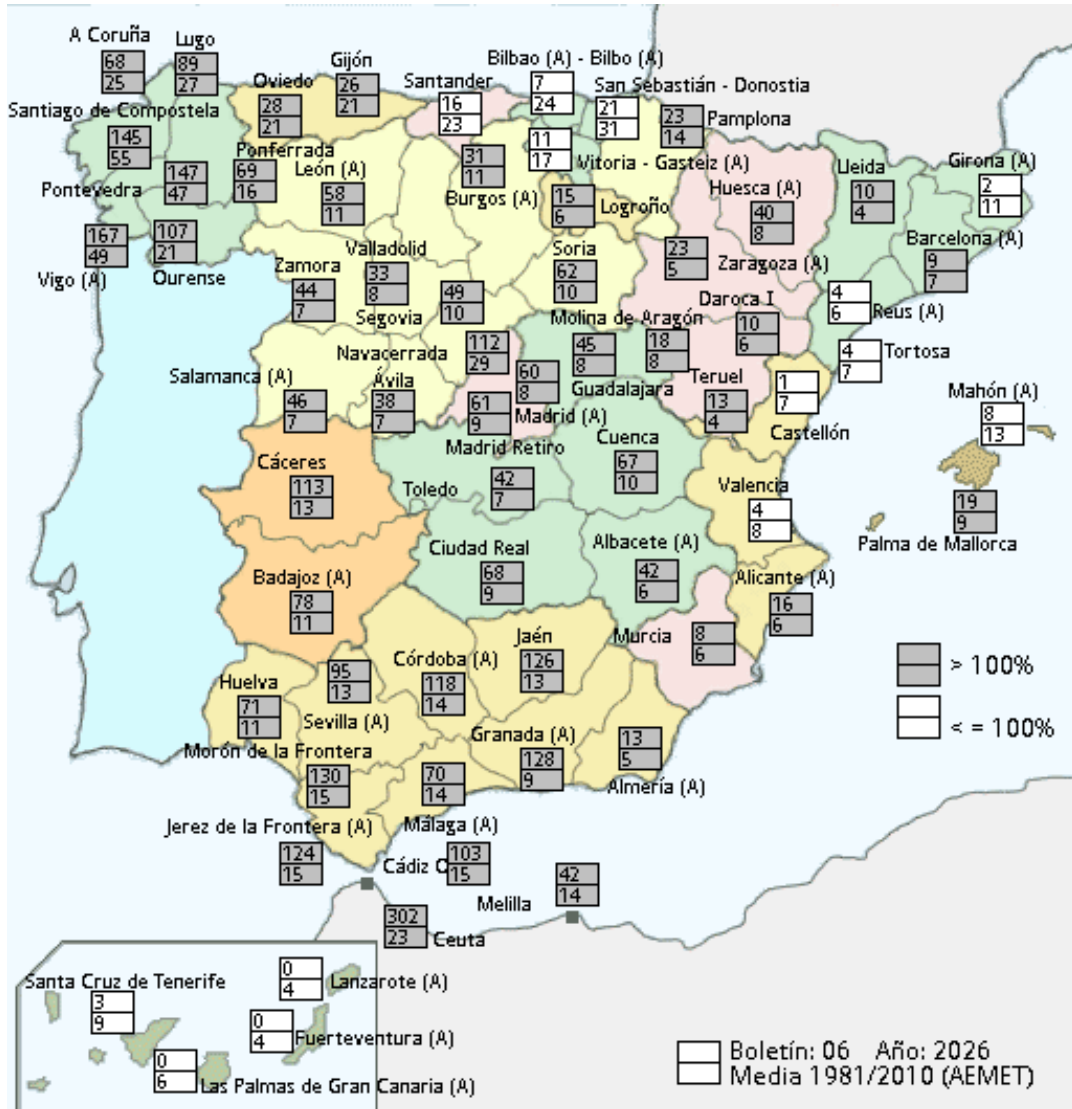 A Coruña
68
25
Lugo
89
27
Oviedo
28
21
Gijón
26
21
Santander
16
23
Bilbao (A) - Bilbo (A)
7
24
San Sebastián - Donostia
21
31
23
14
Pamplona
Santiago de Compostela
145
55
Pontevedra
147
47
Ponferrada
69
16
León (A)
58
11
31
11
Burgos (A)
11
17
Vitoria - Gasteiz (A)
15
6
Logroño
Huesca (A)
40
8
Lleida
10
4
Girona (A)
2
11
167
49
Vigo (A)
107
21
Ourense
Zamora
44
7
Valladolid
33
8
Segovia
49
10
Soria
62
10
23
5
Zaragoza (A)
Barcelona (A)
9
7
4
6
Reus (A)
Daroca I
10
6
Molina de Aragón
18
8
45
8
Guadalajara
Navacerrada
112
29
60
8
Madrid (A)
Salamanca (A)
46
7
Ávila
38
7
61
9
Madrid Retiro
Teruel
13
4
1
7
Castellón
4
7
Tortosa
Mahón (A)
8
13
Cáceres
113
13
Toledo
42
7
Cuenca
67
10
Valencia
4
8
19
9
Palma de Mallorca
Badajoz (A)
78
11
Ciudad Real
68
9
Albacete (A)
42
6
Alicante (A)
16
6
Murcia
8
6
Huelva
71
11
95
13
Sevilla (A)
Córdoba (A)
118
14
Jaén
126
13
> 100%
< = 100%
Morón de la Frontera
130
15
70
14
Málaga (A)
Granada (A)
128
9
13
5
Almería (A)
Jerez de la Frontera (A)
124
15
Cádiz O
103
15
Melilla
42
14
302
23
Ceuta
Santa Cruz de Tenerife
3
9
0
4
Lanzarote (A)
0
4
Fuerteventura (A)
0
6
Las Palmas de Gran Canaria (A)
Boletín: 06 Año: 2026
Media 1981/2010 (AEMET)